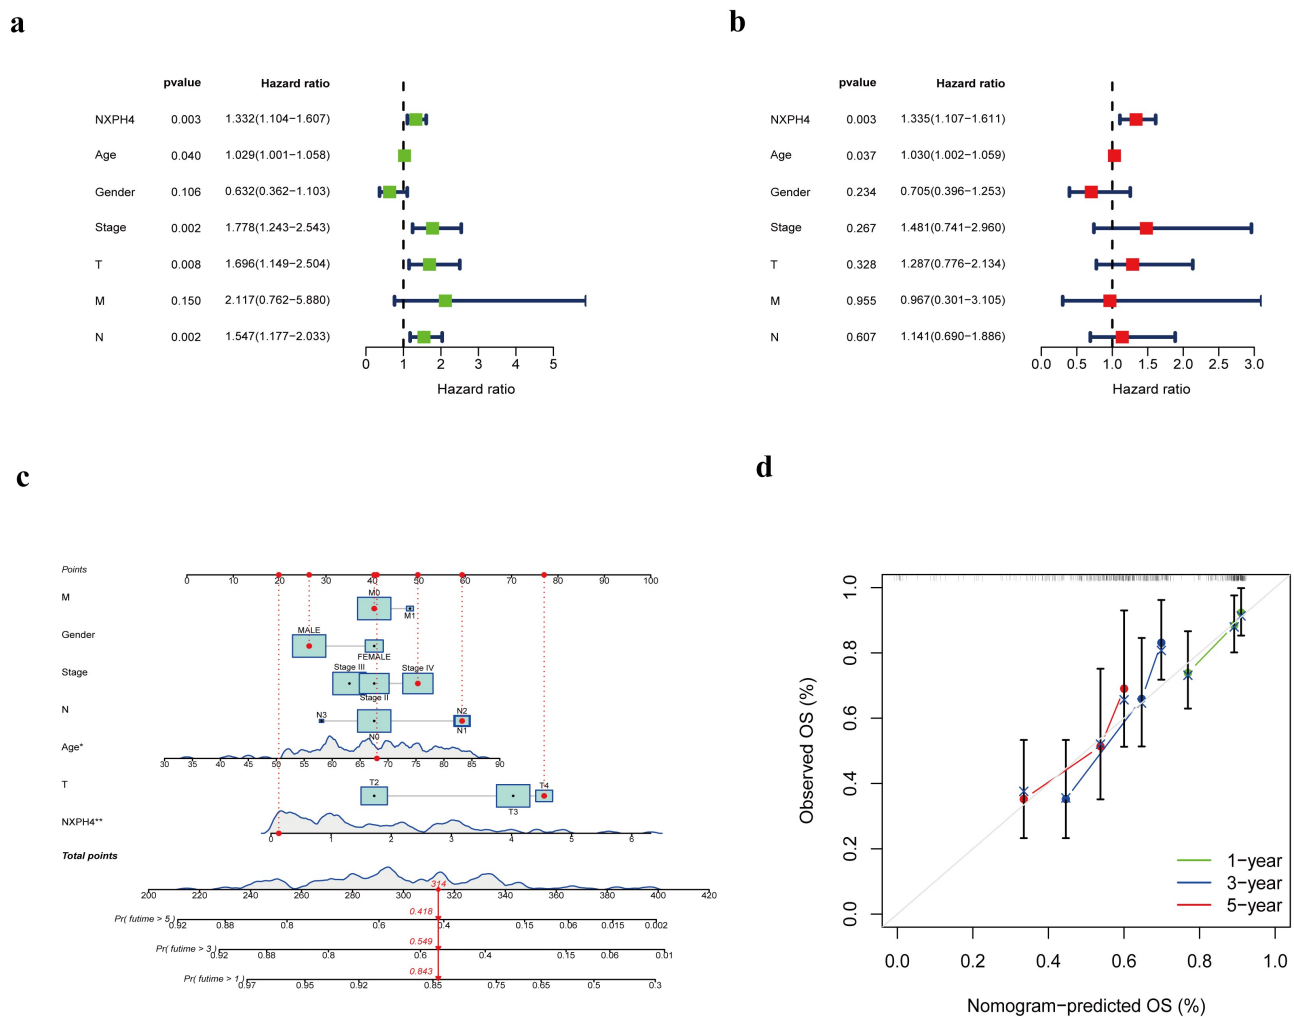 a
pvalue Hazard ratio
NXPH4 0.003 1.332(1.104−1.607)
Age 0.040 1.029(1.001−1.058)
Gender 0.106 0.632(0.362−1.103)
Stage 0.002 1.778(1.243−2.543)
T 0.008 1.696(1.149−2.504)
M 0.150 2.117(0.762−5.880)
N 0.002 1.547(1.177−2.033)
0 1 2 3 4 5
Hazard ratio
b
pvalue Hazard ratio
NXPH4 0.003 1.335(1.107−1.611)
Age 0.037 1.030(1.002−1.059)
Gender 0.234 0.705(0.396−1.253)
Stage 0.267 1.481(0.741−2.960)
T 0.328 1.287(0.776−2.134)
M 0.955 0.967(0.301−3.105)
N 0.607 1.141(0.690−1.886)
0.0 0.5 1.0 1.5 2.0 2.5 3.0
Hazard ratio
c
Points
0 10 20 30 40 50 60 70 80 90 100
M
M0
M1
Gender
MALE
FEMALE
Stage
Stage III Stage IV
Stage II
N
N3 N2
N0 N1
Age*
30 35 40 45 50 55 60 65 70 75 80 85 90
T
T2 T4
T3
NXPH4**
0 1 2 3 4 5 6
Total points
314
200 220 240 260 280 300 320 340 360 380 400 420
0.418
Pr( futime > 5 )
0.92 0.88 0.8 0.6 0.4 0.15 0.06 0.015 0.002
0.549
Pr( futime > 3 )
0.92 0.88 0.8 0.6 0.4 0.15 0.06 0.01
0.843
Pr( futime > 1 )
0.97 0.95 0.92 0.85 0.75 0.65 0.5 0.3
d
Observed OS (%)
1.0
0.8
0.6
0.4
0.2
0.0
1−year
3−year
5−year
0.0 0.2 0.4 0.6 0.8 1.0
Nomogram−predicted OS (%)